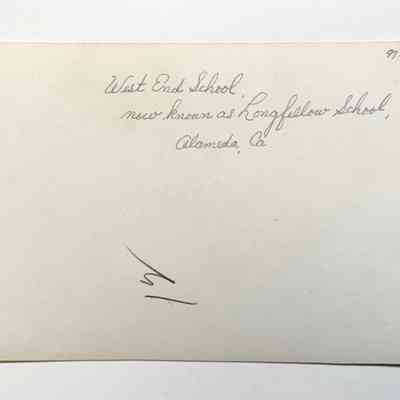 West End School,
now known as Longfellow School,
Alameda, Ca